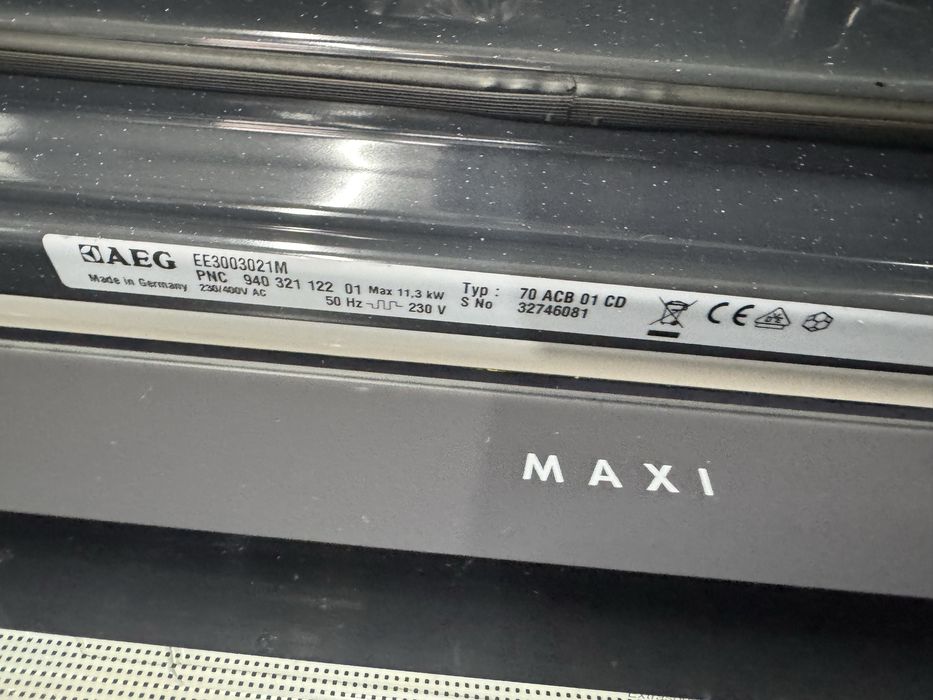 AEG EE3003021M
PNC 940 321 122 01 Max 11.3 kW
Made in Germany 230/400V AC
50 Hz 230 V
Typ : 70 ACB 01 CD
S No 32746081
CE
MAXI